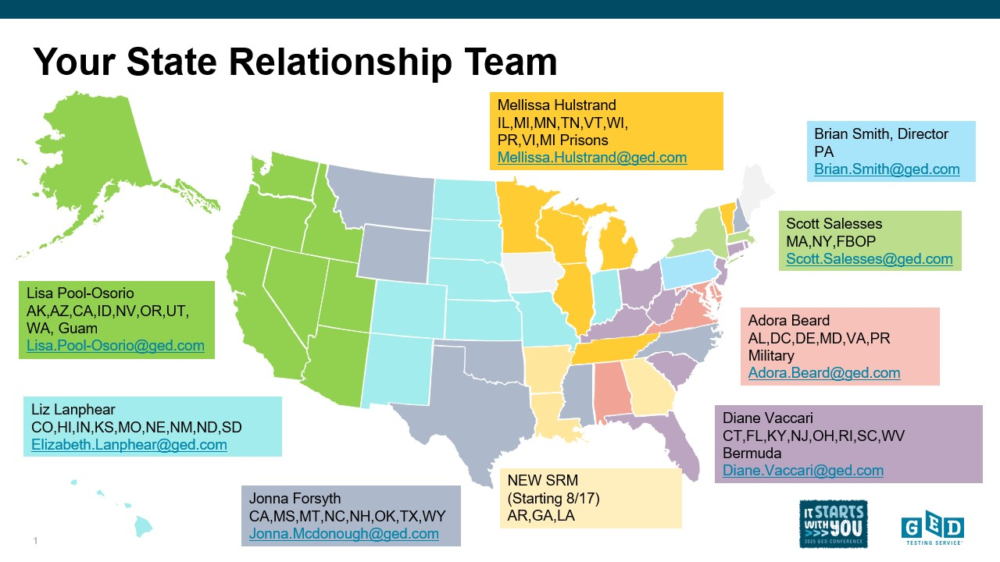 Your State Relationship Team
Mellissa Hulstrand
IL,MI,MN,TN,VT,WI,
PR,VI,MI Prisons
Mellissa.Hulstrand@ged.com
Brian Smith, Director
PA
Brian.Smith@ged.com
Scott Salesses
MA,NY,FBOP
Scott.Salesses@ged.com
Lisa Pool-Osorio
AK,AZ,CA,ID,NV,OR,UT,
WA, Guam
Lisa.Pool-Osorio@ged.com
Adora Beard
AL,DC,DE,MD,VA,PR
Military
Adora.Beard@ged.com
Liz Lanphear
CO,HI,IN,KS,MO,NE,NM,ND,SD
Elizabeth.Lanphear@ged.com
Diane Vaccari
CT,FL,KY,NJ,OH,RI,SC,WV
Bermuda
Diane.Vaccari@ged.com
NEW SRM
(Starting 8/17)
AR,GA,LA
Jonna Forsyth
CA,MS,MT,NC,NH,OK,TX,WY
Jonna.Mcdonough@ged.com
IT STARTS
WITH YOU
2025 GED CONFERENCE
GED
TESTING SERVICE
1